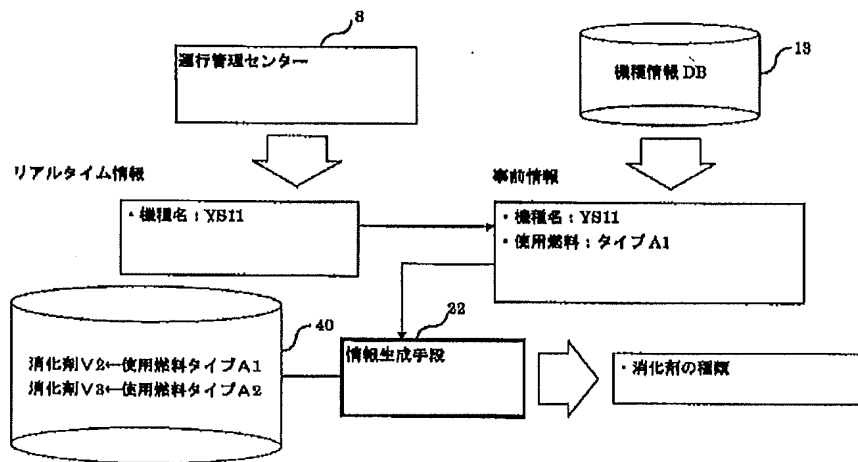 8
運行管理センター
13
機種情報DB
リアルタイム情報
事前情報
・機種名：YS11
・機種名：YS11
・使用燃料：タイプA1
40
22
消化剤V2←使用燃料タイプA1
消化剤V3←使用燃料タイプA2
情報生成手段
・消化剤の種類